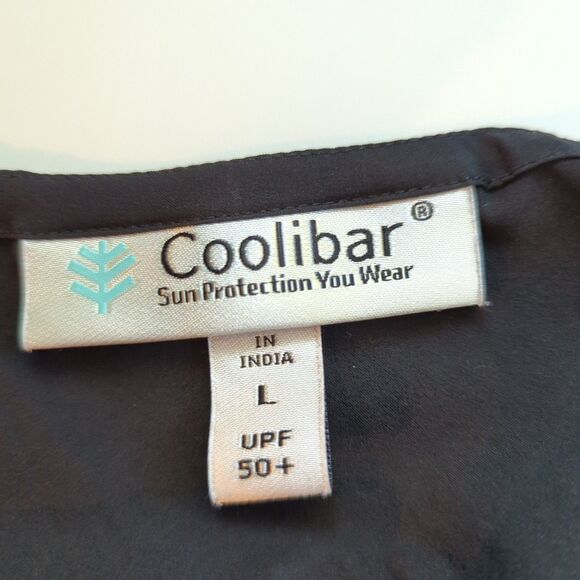 Coolibar®
Sun Protection You Wear
IN
INDIA
L
UPF
50+